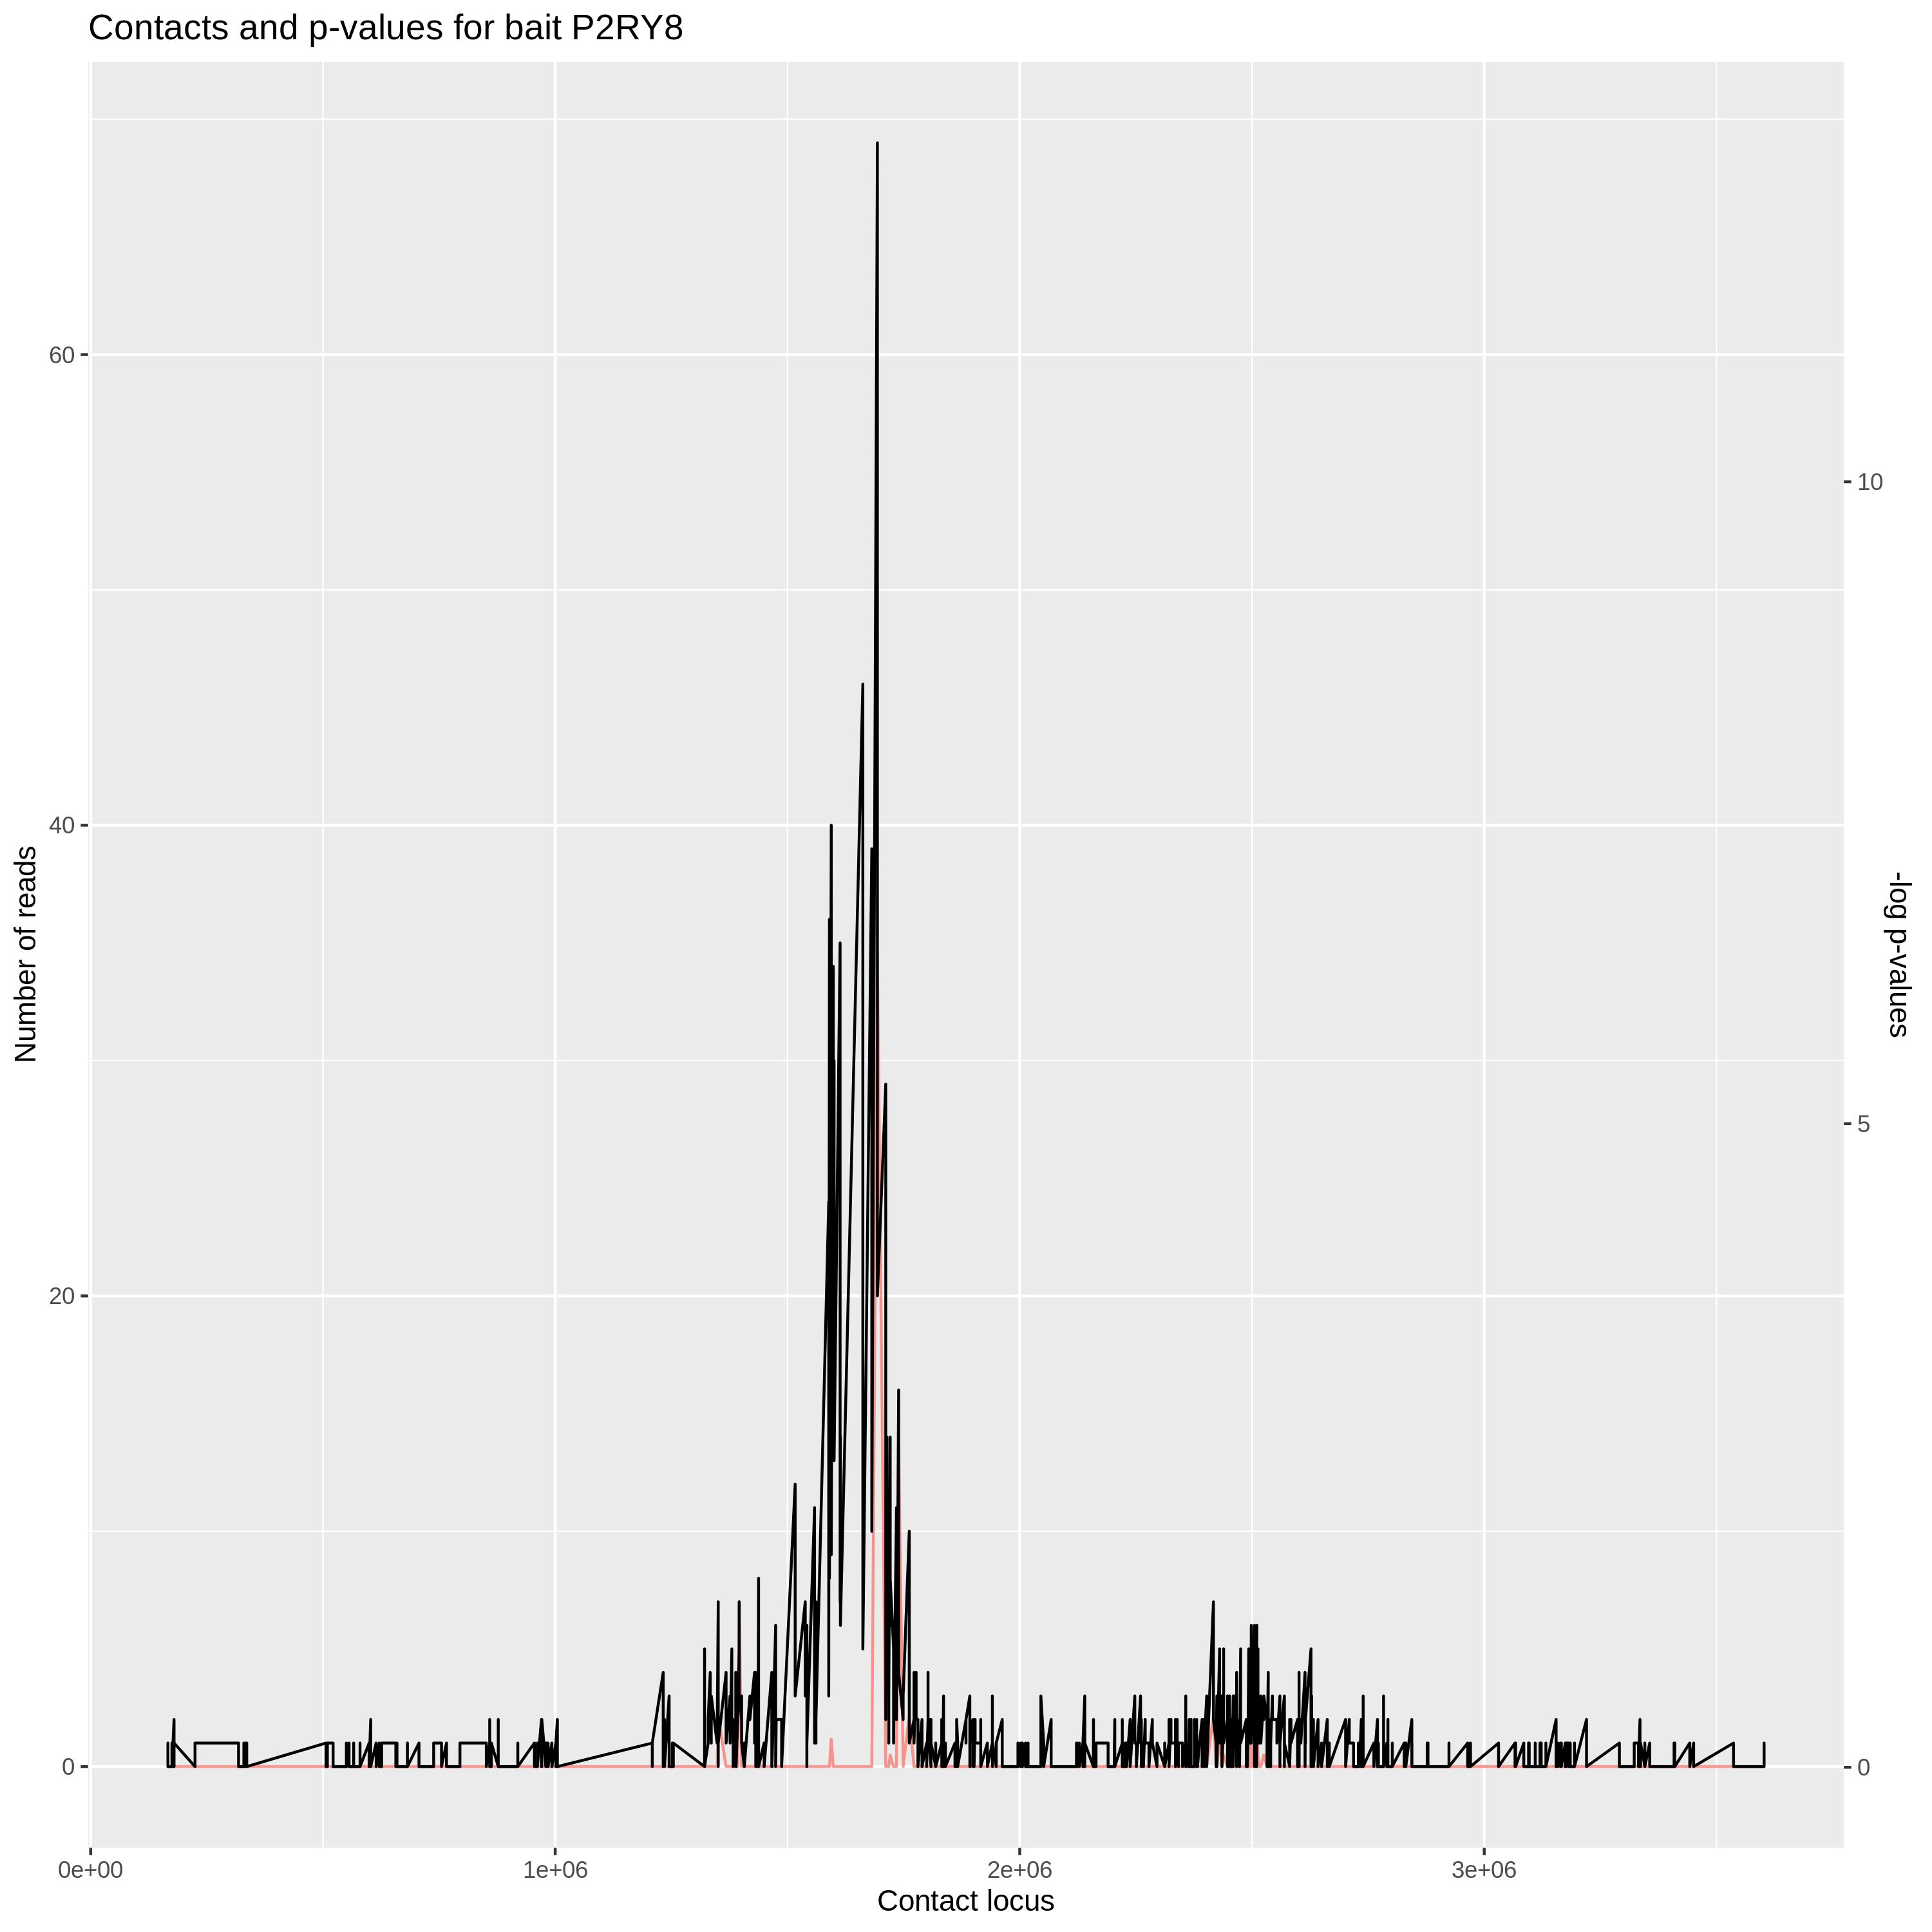 Contacts and p-values for bait P2RY8
60
40
20
0
Number of reads
10
5
0
-log p-values
0e+00
1e+06
2e+06
3e+06
Contact locus